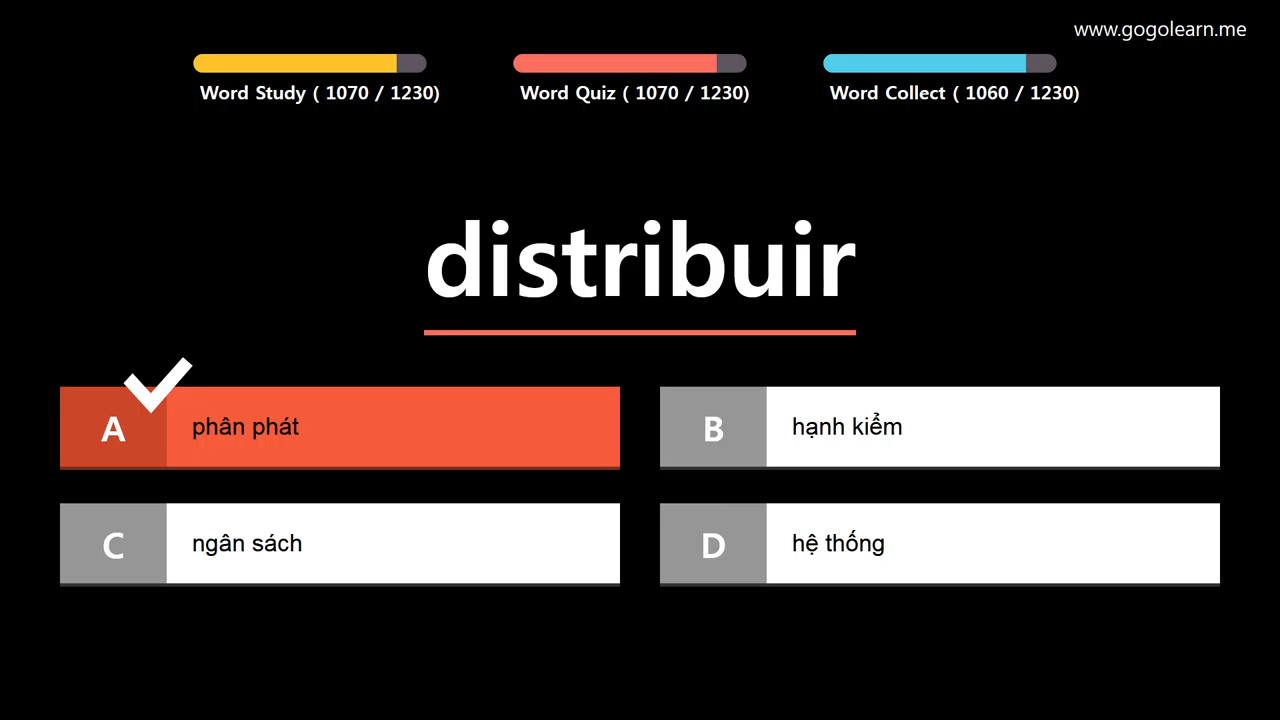 www.gogolearn.me
Word Study ( 1070 / 1230)
Word Quiz ( 1070 / 1230)
Word Collect ( 1060 / 1230)
distribuir
A phân phát
B hạnh kiểm
C ngân sách
D hệ thống